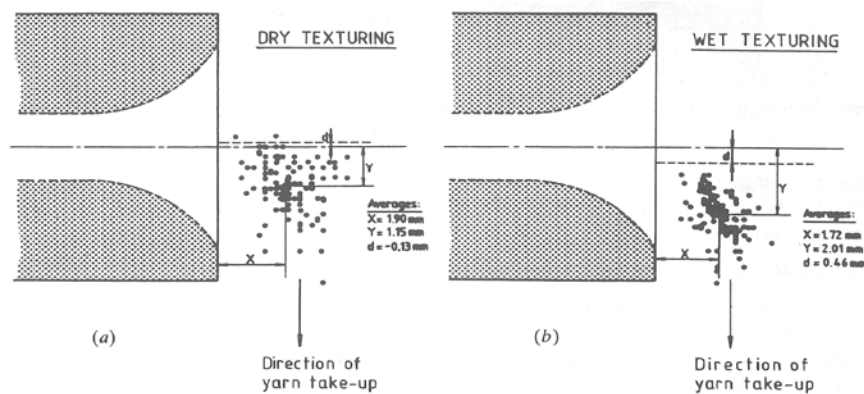 DRY TEXTURING
d
Y
Averages:
X = 1.90 mm
Y = 1.15 mm
d = -0.13 mm
X
(a)
Direction of
yarn take-up
WET TEXTURING
d
Y
Averages:
X = 1.72 mm
Y = 2.01 mm
d = 0.46 mm
X
(b)
Direction of
yarn take-up